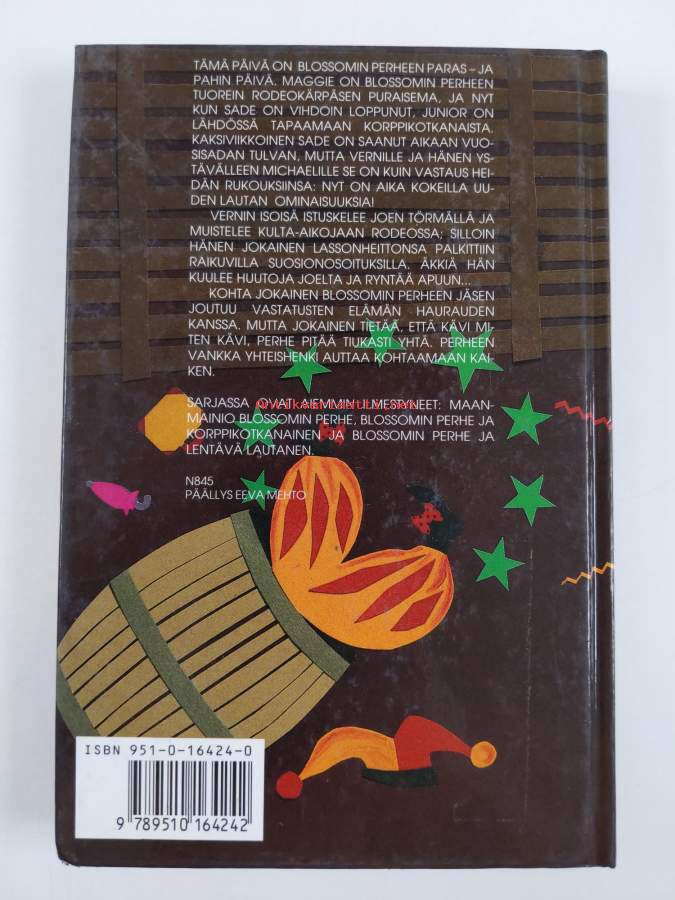 TÄMÄ PÄIVÄ ON BLOSSOMIN PERHEEN PARAS – JA
PAHIN PÄIVÄ. MAGGIE ON BLOSSOMIN PERHEEN
TUOREIN RODEOKÄRPÄSEN PURAISEMA, JA NYT
KUN SADE ON VIHDOIN LOPPUNUT, JUNIOR ON
LÄHDÖSSÄ TAPAAMAAN KORPPIKOTKANAISTA.
KAKSIVIIKKOINEN SADE ON SAANUT AIKAAN VUO-
SISADAN TULVAN, MUTTA VERNILLE JA HÄNEN YS-
TÄVÄLLEEN MICHAELILLE SE ON KUIN VASTAUS HEI-
DÄN RUKOUKSIINSA: NYT ON AIKA KOKEILLA UU-
DEN LAUTAN OMINAISUUKSIA!
VERNIN ISOISÄ ISTUSKELEE JOEN TÖRMÄLLÄ JA
MUISTELEE KULTA-AIKOJAAN RODEOSSA; SILLOIN
HÄNEN JOKAINEN LASSONHEITTONSA PALKITTIIN
RAIKUVILLA SUOSIONOSOITUKSILLA. ÄKKIÄ HÄN
KUULEE HUUTOJA JOELTA JA RYNTÄÄ APUUN...
KOHTA JOKAINEN BLOSSOMIN PERHEEN JÄSEN
JOUTUU VASTATUSTEN ELÄMÄN HAURAUDEN
KANSSA. MUTTA JOKAINEN TIETÄÄ, ETTÄ KÄVI MI
TEN KÄVI, PERHE PITÄÄ TIUKASTI YHTÄ. PERHEEN
VANKKA YHTEISHENKI AUTTAA KOHTAAMAAN KAI-
KEN.
SARJASSA OVAT AIEMMIN ILMESTYNEET: MAAN-
MAINIO BLOSSOMIN PERHE, BLOSSOMIN PERHE JA
KORPPIKOTKANAINEN JA BLOSSOMIN PERHE JA
LENTÄVÄ LAUTANEN.
N845
PÄÄLLYS EEVA MEHTO
ISBN 951-0-16424-0
9 789510 164242